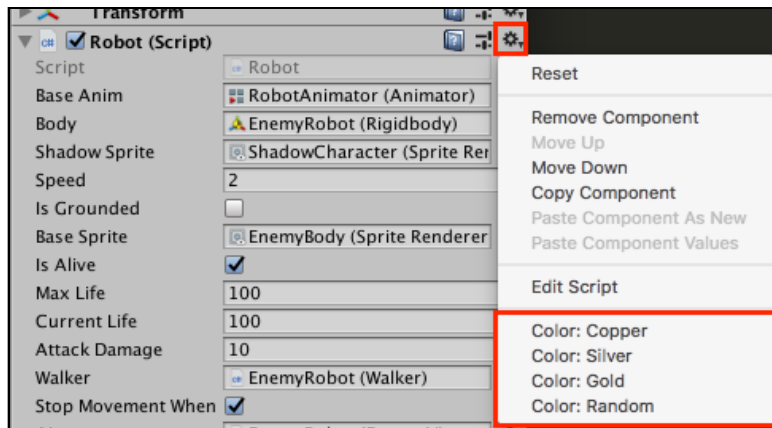 Transform
Robot (Script)
Script Robot
Base Anim RobotAnimator (Animator)
Body EnemyRobot (Rigidbody)
Shadow Sprite ShadowCharacter (Sprite Rer
Speed 2
Is Grounded
Base Sprite EnemyBody (Sprite Renderer
Is Alive
Max Life 100
Current Life 100
Attack Damage 10
Walker EnemyRobot (Walker)
Stop Movement When
Reset
Remove Component
Move Up
Move Down
Copy Component
Paste Component As New
Paste Component Values
Edit Script
Color: Copper
Color: Silver
Color: Gold
Color: Random